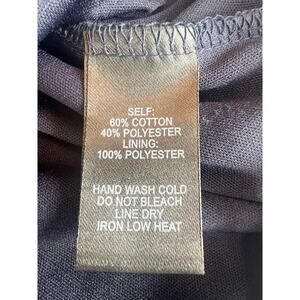 SELF:
60% COTTON
40% POLYESTER
LINING:
100% POLYESTER
HAND WASH COLD
DO NOT BLEACH
LINE DRY
IRON LOW HEAT